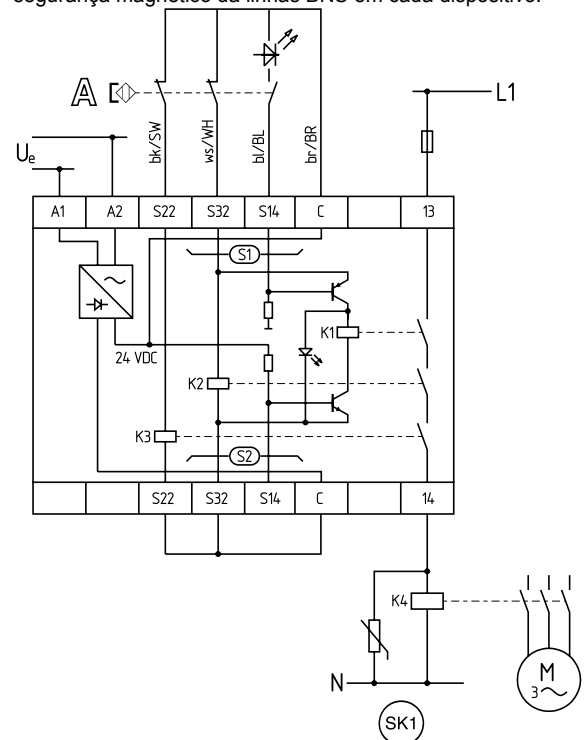 segurança magnético da linhas BNS em cada dispositivo.
A
L1
bk/SW
ws/WH
bl/BL
br/BR
Ue
A1 A2 S22 S32 S14 C 13
S1
K1
24 VDC
K2
K3
S2
S22 S32 S14 C 14
K4
M
3
N
SK1